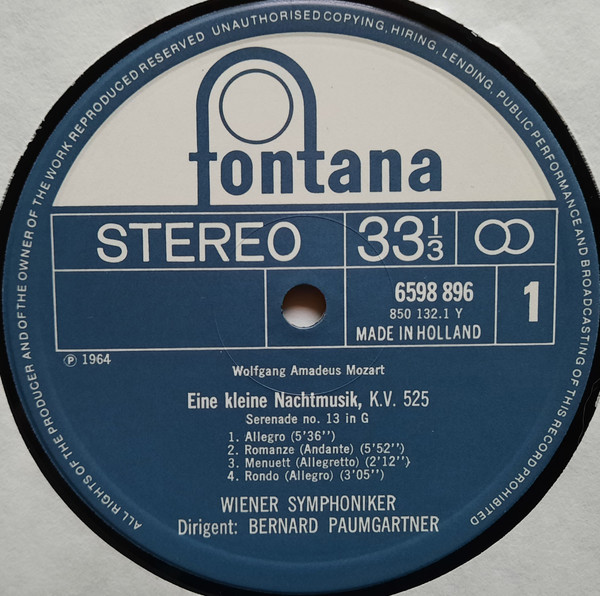 ALL RIGHTS OF THE PRODUCER AND OF THE OWNER OF THE WORK REPRODUCED RESERVED UNAUTHORISED COPYING, HIRING, LENDING, PUBLIC PERFORMANCE AND BROADCASTING OF THIS RECORD PROHIBITED
fontana
STEREO 33 1/3
6598 896
850 132.1 Y
MADE IN HOLLAND
1
℗ 1964
Wolfgang Amadeus Mozart
Eine kleine Nachtmusik, K.V. 525
Serenade no. 13 in G
1. Allegro (5'36'')
2. Romanze (Andante) (5'52'')
3. Menuett (Allegretto) (2'12'')
4. Rondo (Allegro) (3'05'')
WIENER SYMPHONIKER
Dirigent: BERNARD PAUMGARTNER